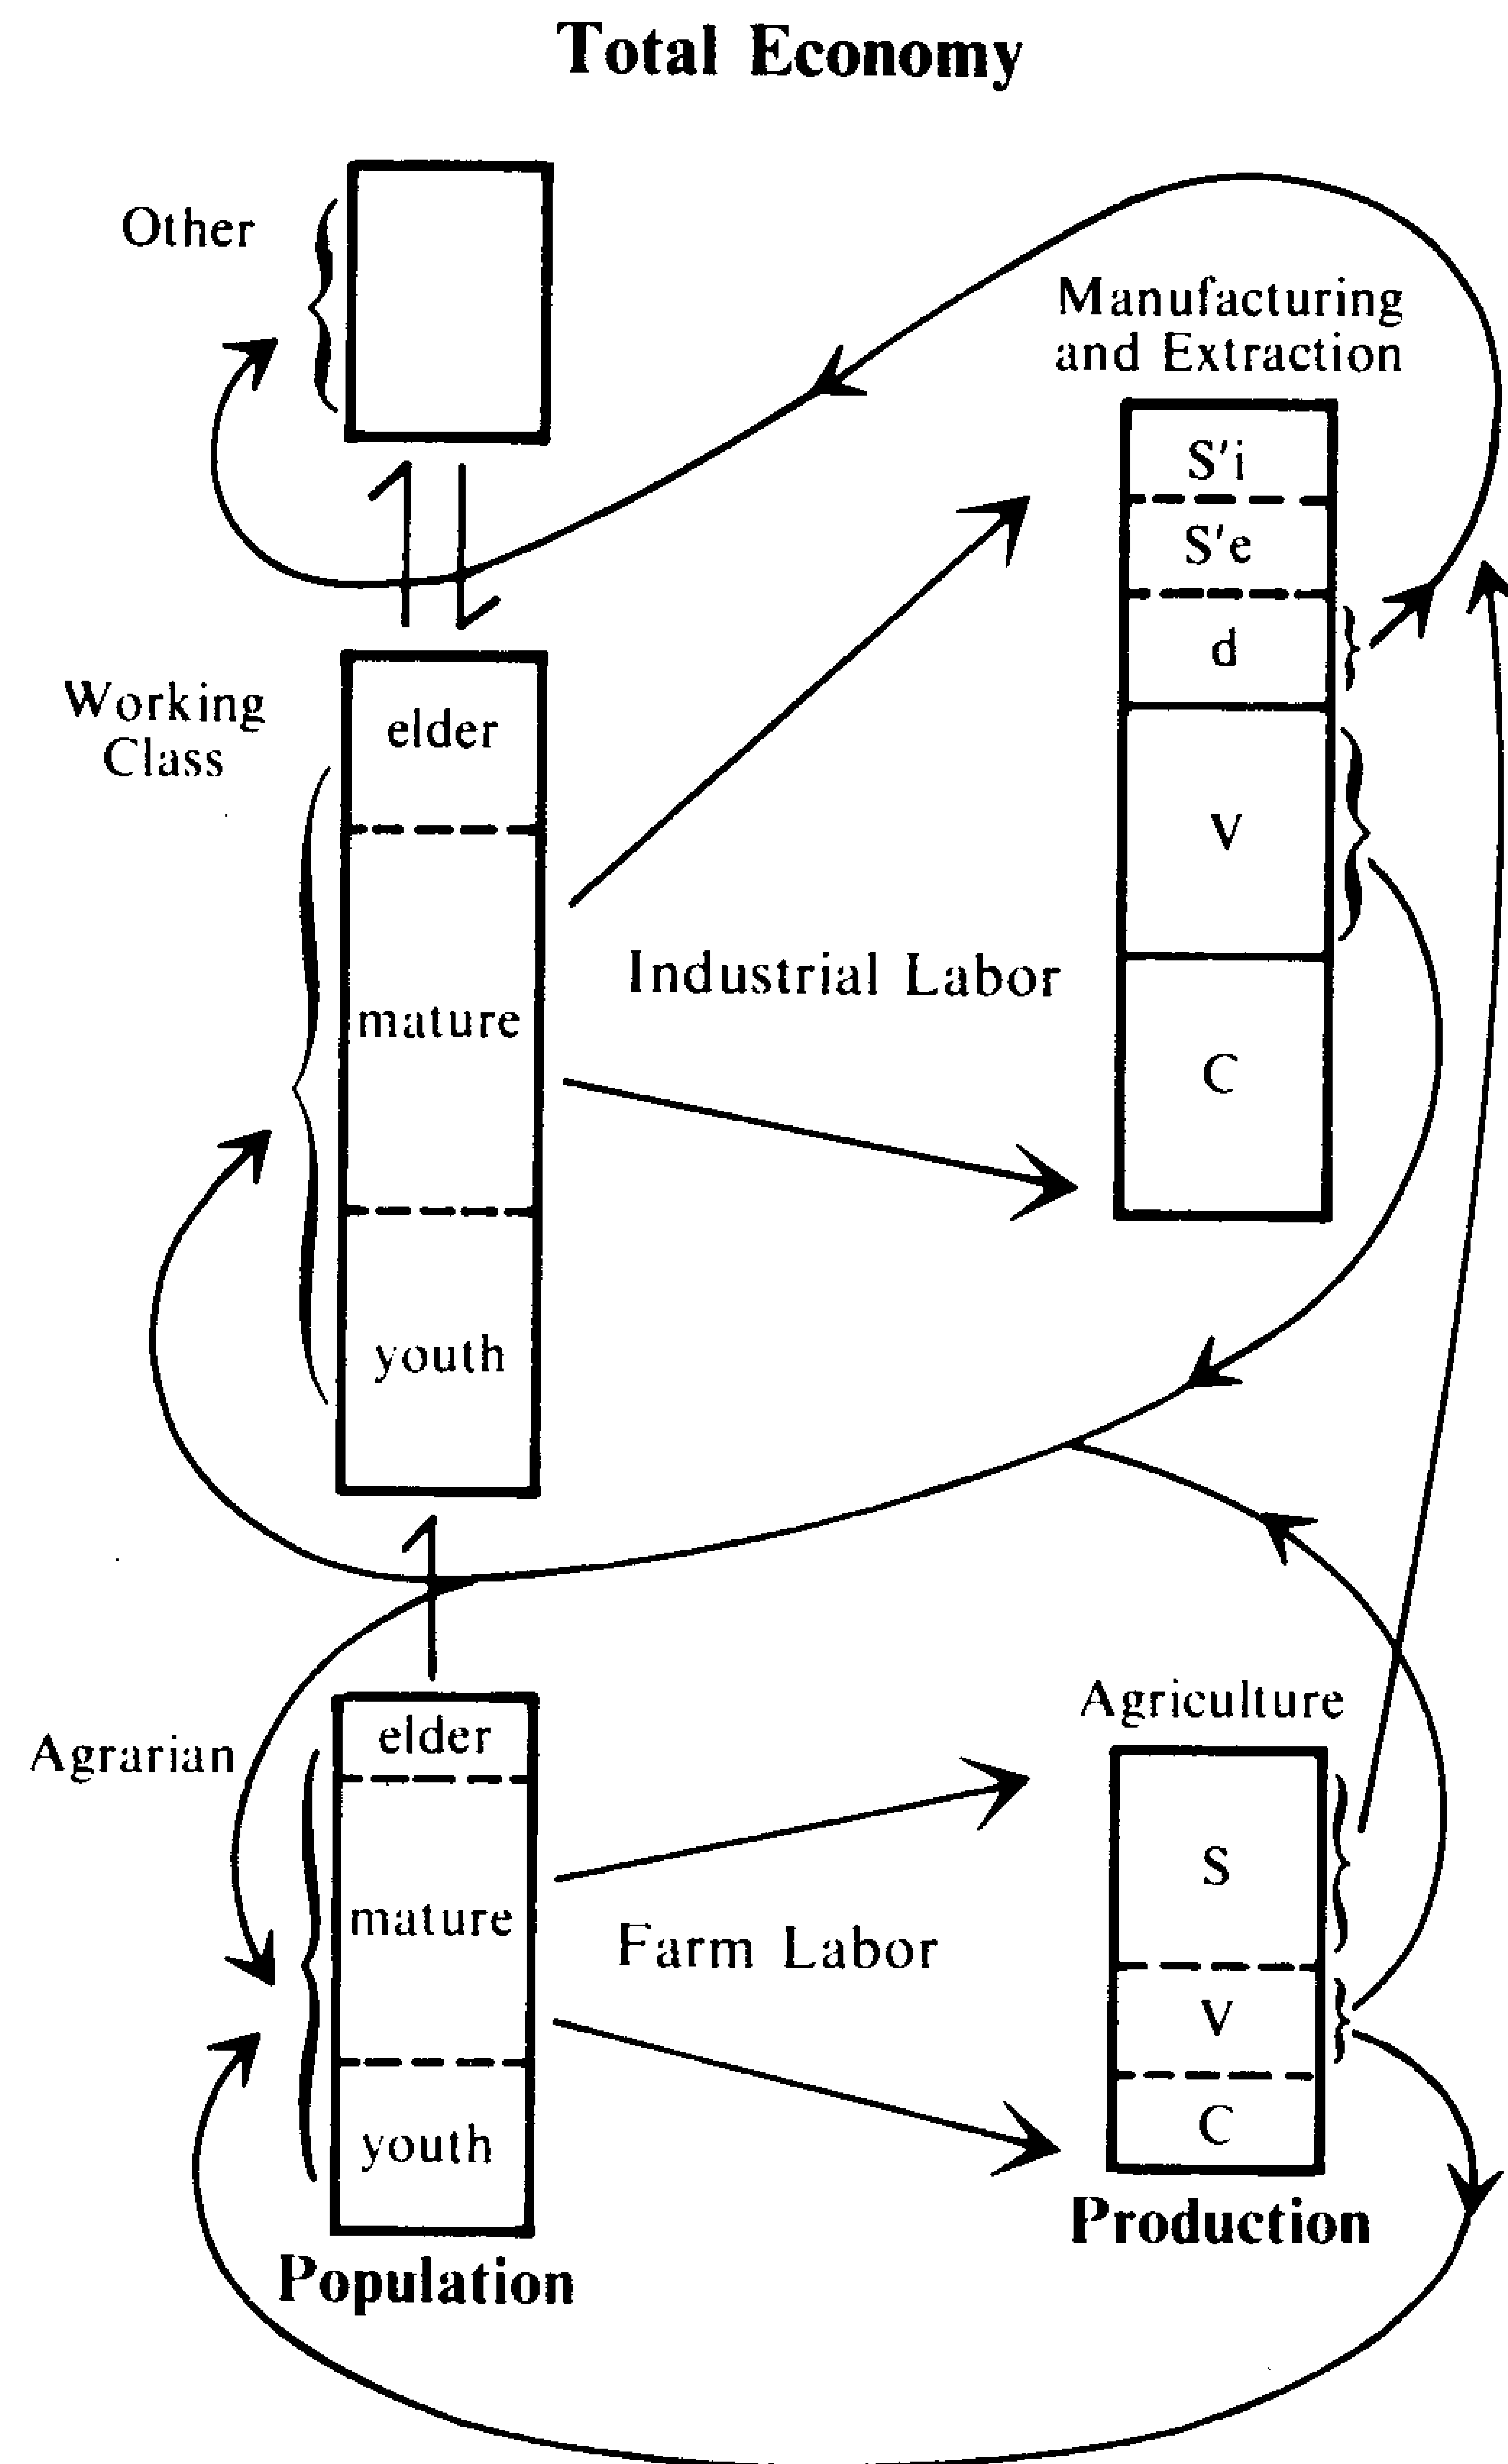 Total Economy
Other
Manufacturing
and Extraction
S'i
S'e
d
V
C
Working
Class
elder
mature
youth
Industrial Labor
Agrarian
elder
mature
youth
Farm Labor
Agriculture
S
V
C
Production
Population